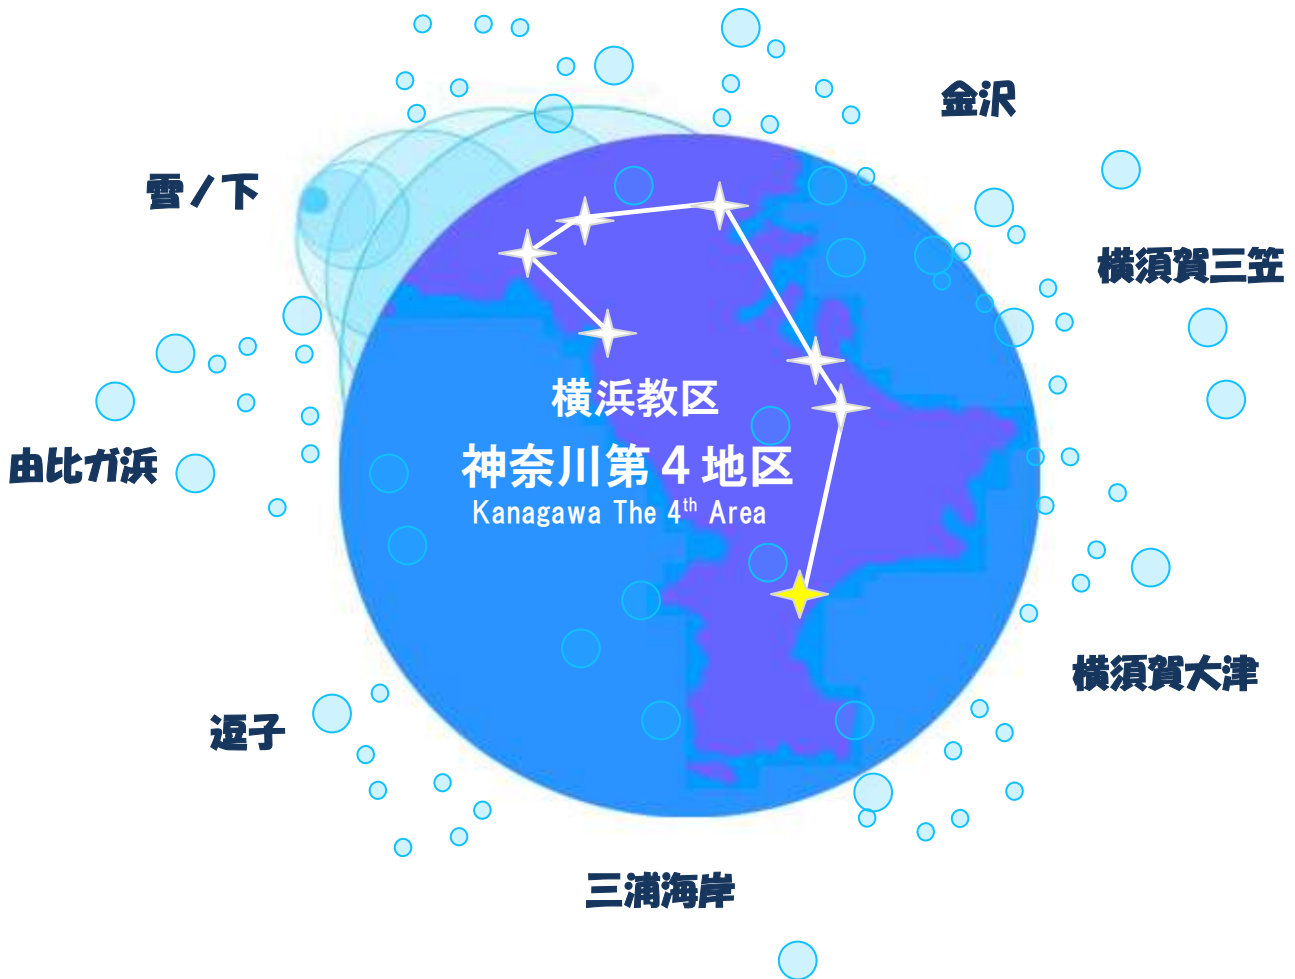 金沢
雪ノ下
横須賀三笠
横浜教区
神奈川第４地区
Kanagawa The 4th Area
由比ガ浜
横須賀大津
逗子
三浦海岸